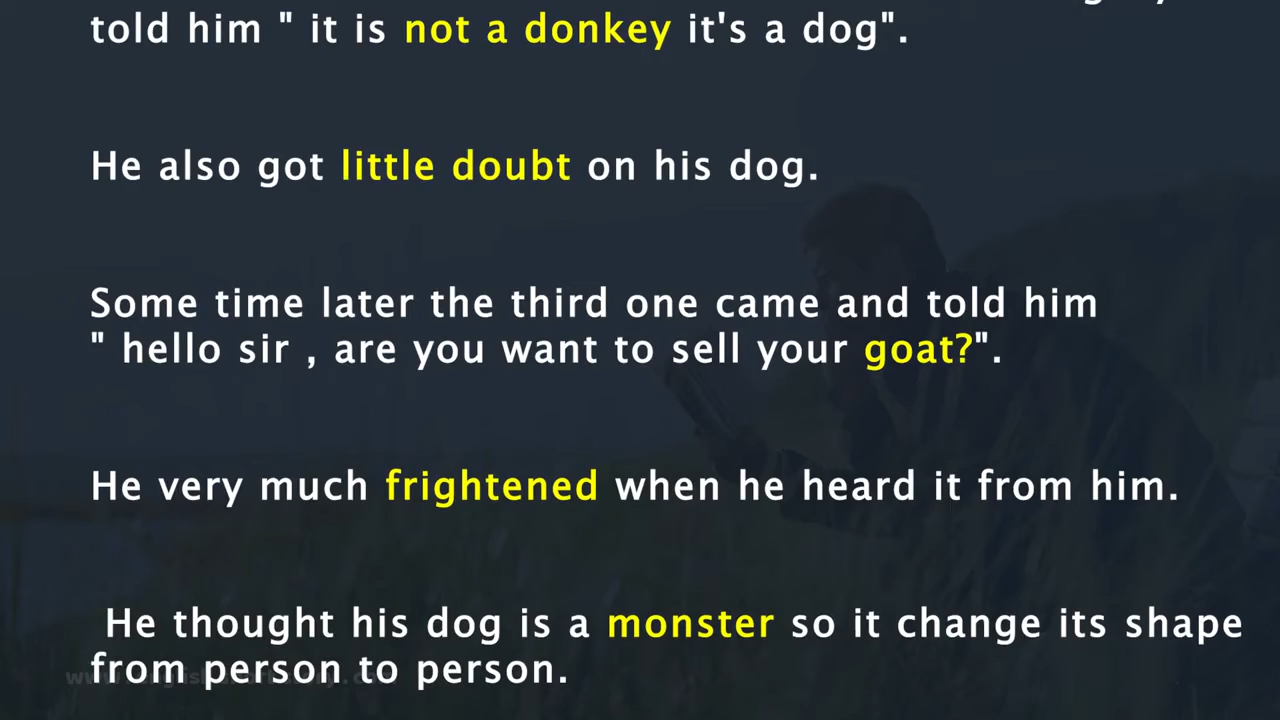 told him " it is not a donkey it's a dog".
He also got little doubt on his dog.
Some time later the third one came and told him
" hello sir , are you want to sell your goat?".
He very much frightened when he heard it from him.
He thought his dog is a monster so it change its shape
from person to person.